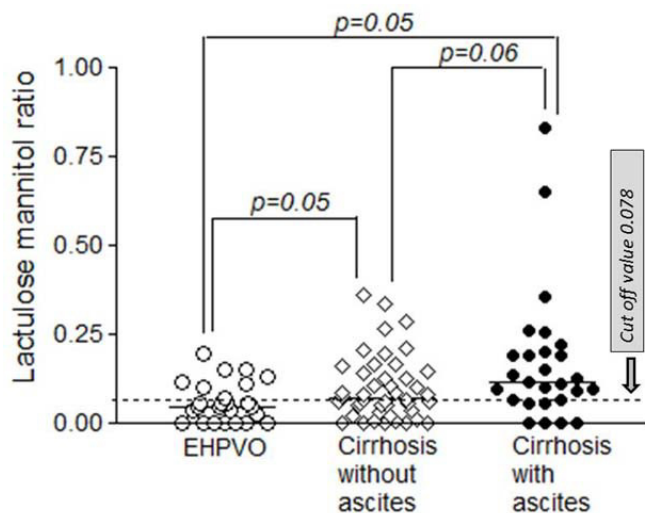 p=0.05
p=0.06
1.00
0.75
p=0.05
0.50
0.25
0.00
Lactulose mannitol ratio
Cut off value 0.078
EHPVO
Cirrhosis
without
ascites
Cirrhosis
with
ascites